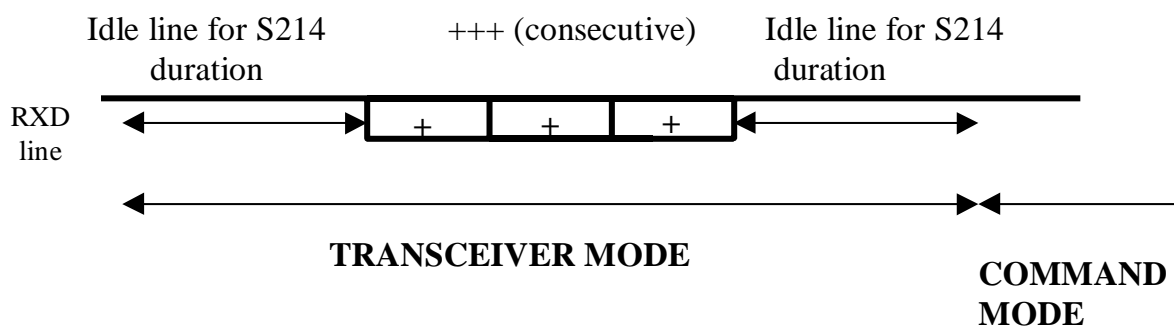 Idle line for S214
duration
+++ (consecutive)
Idle line for S214
duration
RXD
line
+ + +
TRANSCEIVER MODE
COMMAND
MODE